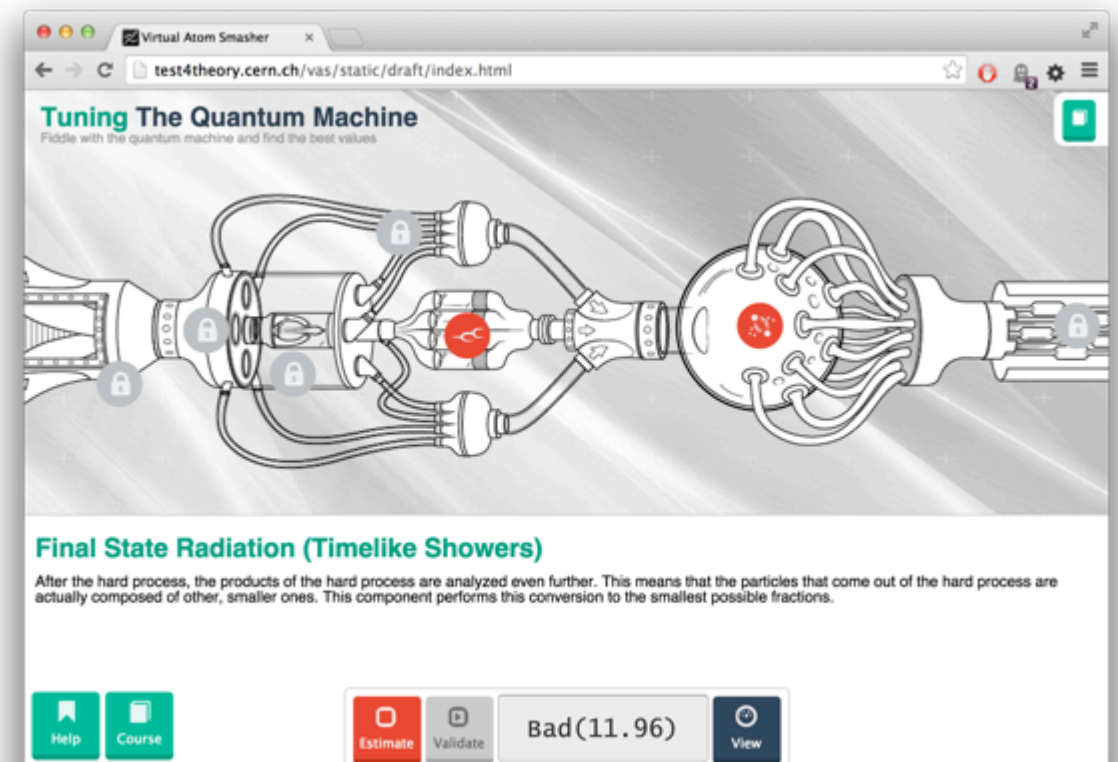 Virtual Atom Smasher
test4theory.cern.ch/vas/static/draft/index.html
2
Tuning The Quantum Machine
Fiddle with the quantum machine and find the best values
Final State Radiation (Timelike Showers)
After the hard process, the products of the hard process are analyzed even further. This means that the particles that come out of the hard process are
actually composed of other, smaller ones. This component performs this conversion to the smallest possible fractions.
Help
Course
Estimate
Validate
Bad(11.96)
View